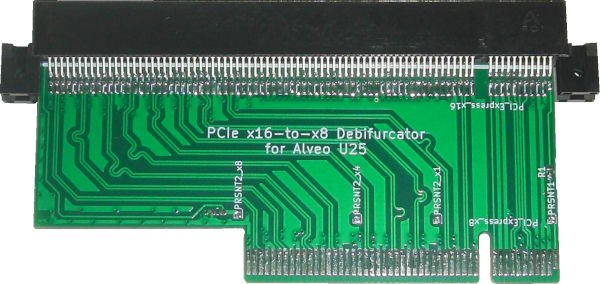 PCI_Express_x16
PCIe x16-to-x8 Debifurcator
for Alveo U25
R1
PRSNT2_x8
PRSNT2_x4
PRSNT2_x1
PRSNT1
PCI_Express_x8